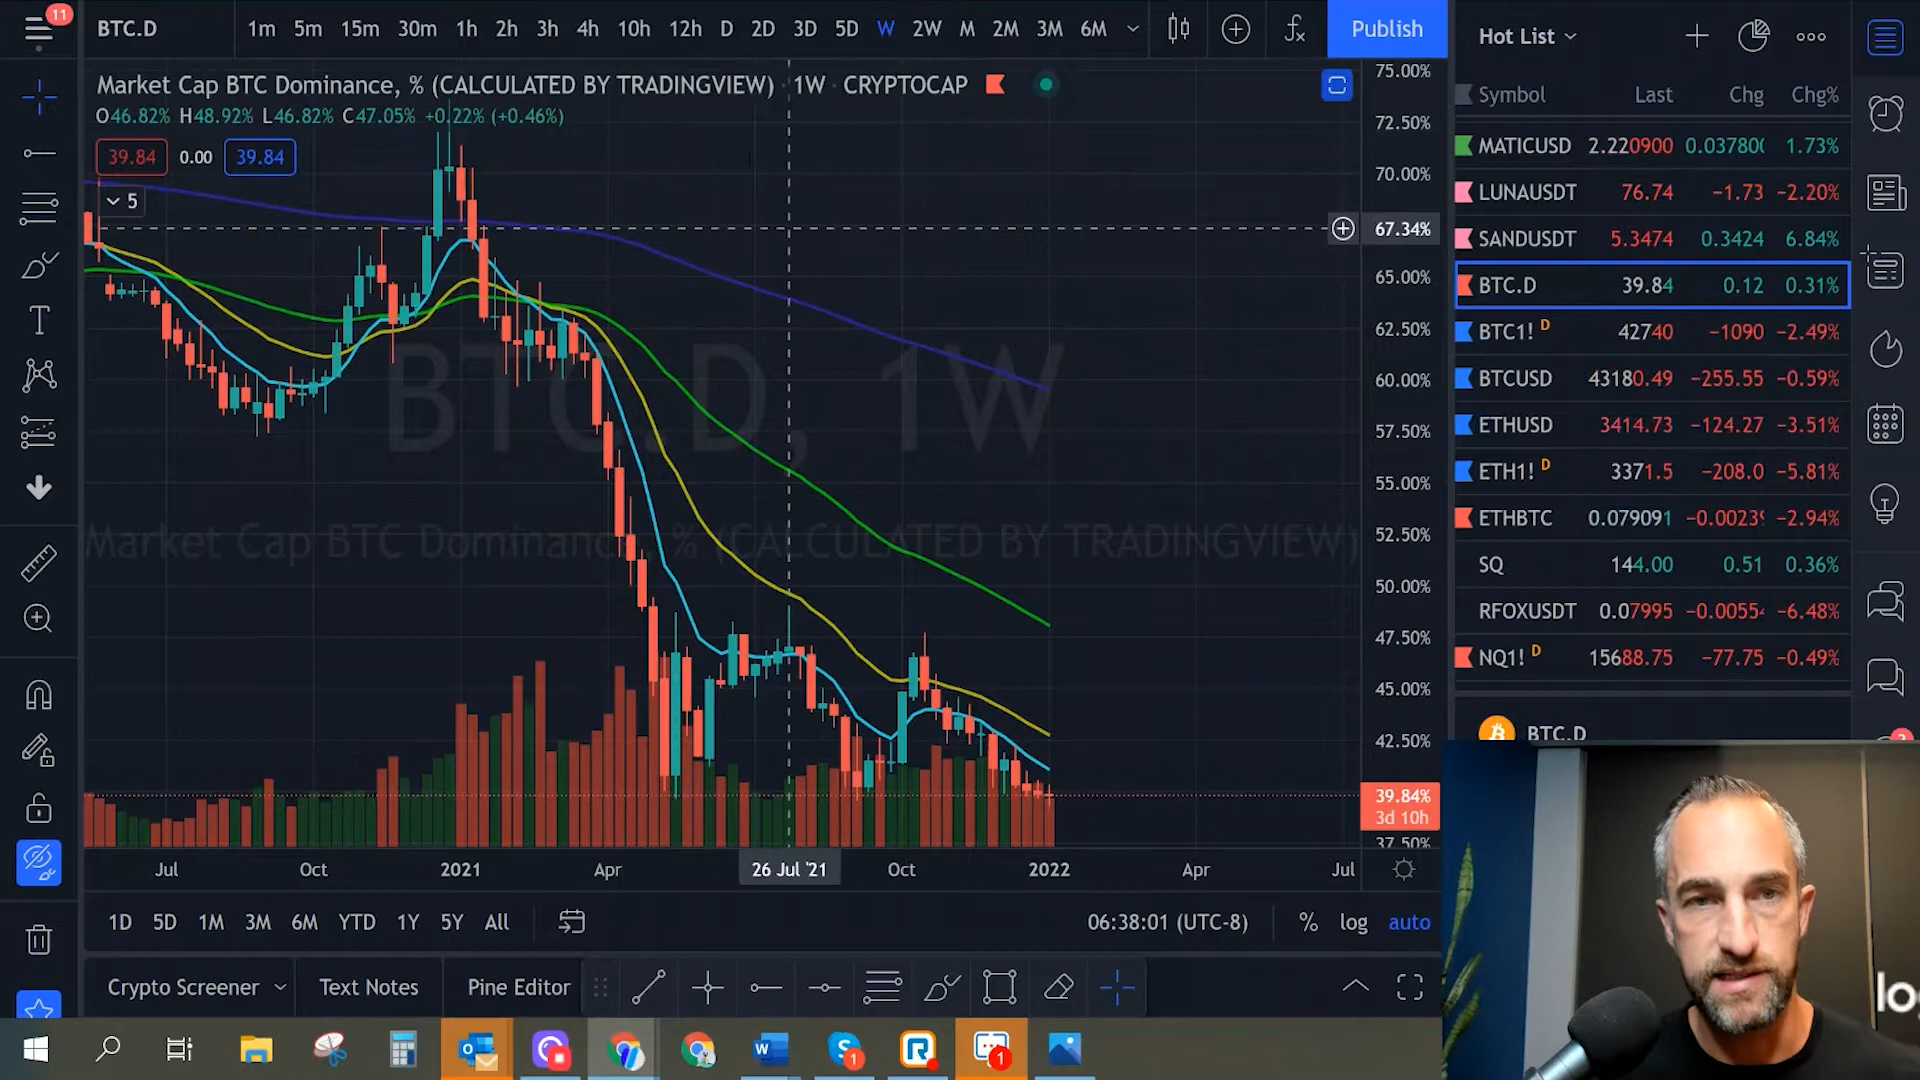 11
BTC.D 1m 5m 15m 30m 1h 2h 3h 4h 10h 12h D 2D 3D 5D W 2W M 2M 3M 6M Publish
Market Cap BTC Dominance, % (CALCULATED BY TRADINGVIEW) · 1W · CRYPTOCAP
O46.82% H48.92% L46.82% C47.05% +0.22% (+0.46%)
39.84 0.00 39.84
5
BTC.D, 1W
Market Cap BTC Dominance, % (CALCULATED BY TRADINGVIEW)
75.00%
72.50%
70.00%
67.34%
65.00%
62.50%
60.00%
57.50%
55.00%
52.50%
50.00%
47.50%
45.00%
42.50%
39.84%
3d 10h
37.50%
Jul Oct 2021 Apr 26 Jul '21 Oct 2022 Apr Jul
1D 5D 1M 3M 6M YTD 1Y 5Y All 06:38:01 (UTC-8) % log auto
Crypto Screener Text Notes Pine Editor
Hot List
Symbol Last Chg Chg%
MATICUSD 2.220900 0.03780( 1.73%
LUNAUSDT 76.74 −1.73 −2.20%
SANDUSDT 5.3474 0.3424 6.84%
BTC.D 39.84 0.12 0.31%
BTC1! D 42740 −1090 −2.49%
BTCUSD 43180.49 −255.55 −0.59%
ETHUSD 3414.73 −124.27 −3.51%
ETH1! D 3371.5 −208.0 −5.81%
ETHBTC 0.079091 −0.0023 −2.94%
SQ 144.00 0.51 0.36%
RFOXUSDT 0.07995 −0.0055 −6.48%
NQ1! D 15688.75 −77.75 −0.49%
BTC.D
1
1